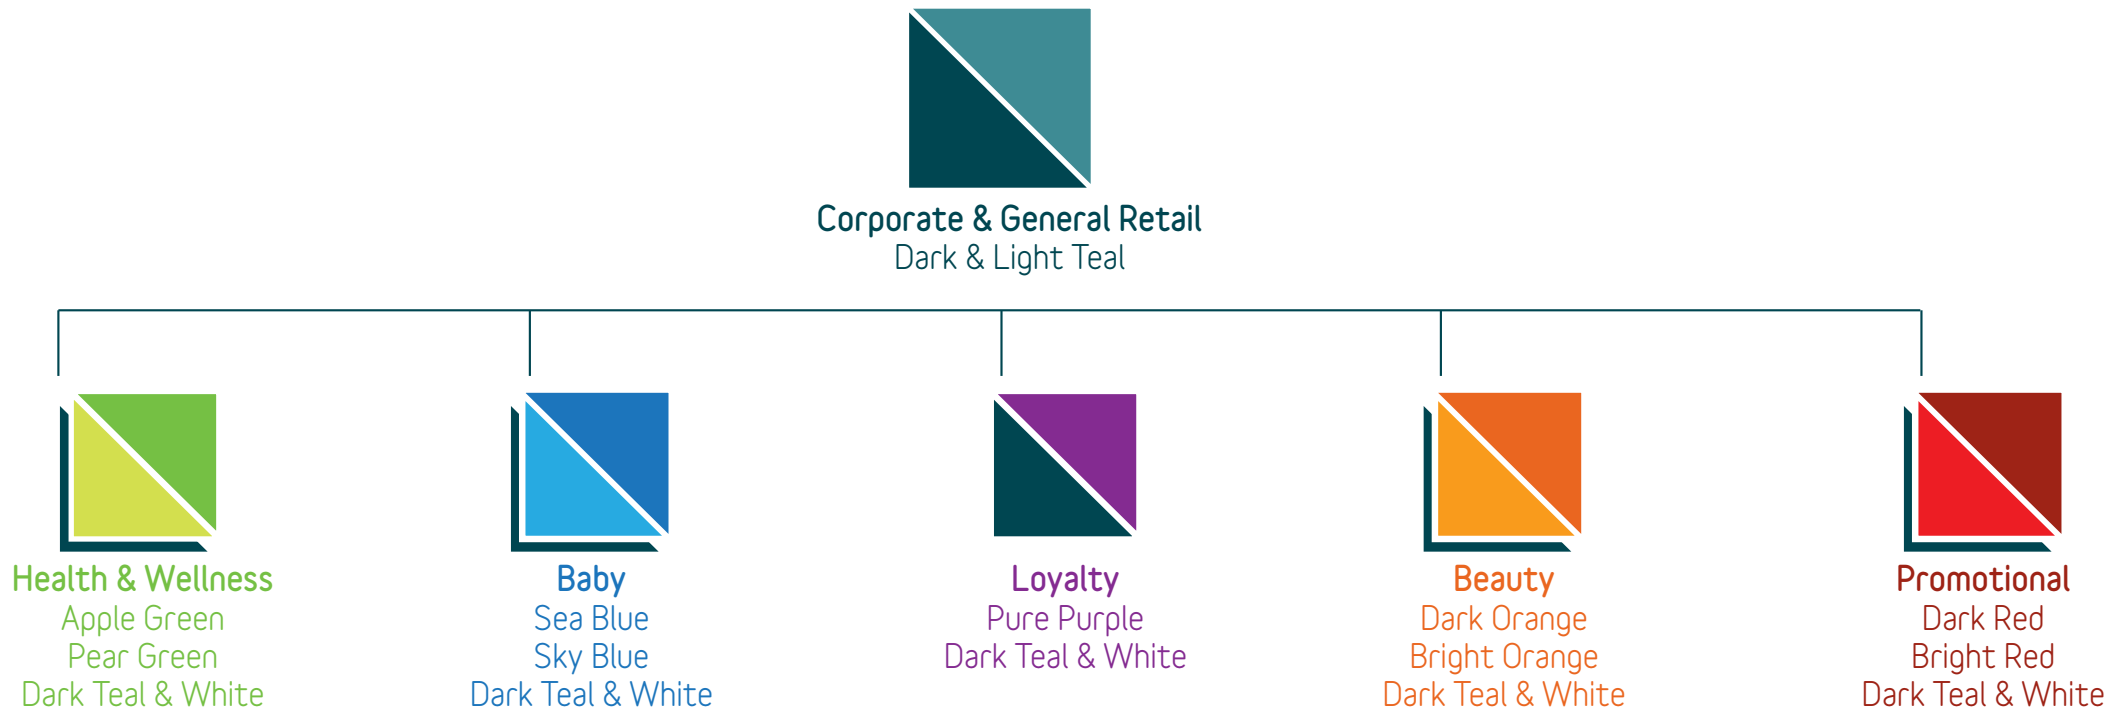 Corporate & General Retail
Dark & Light Teal
Health & Wellness
Apple Green
Pear Green
Dark Teal & White
Baby
Sea Blue
Sky Blue
Dark Teal & White
Loyalty
Pure Purple
Dark Teal & White
Beauty
Dark Orange
Bright Orange
Dark Teal & White
Promotional
Dark Red
Bright Red
Dark Teal & White